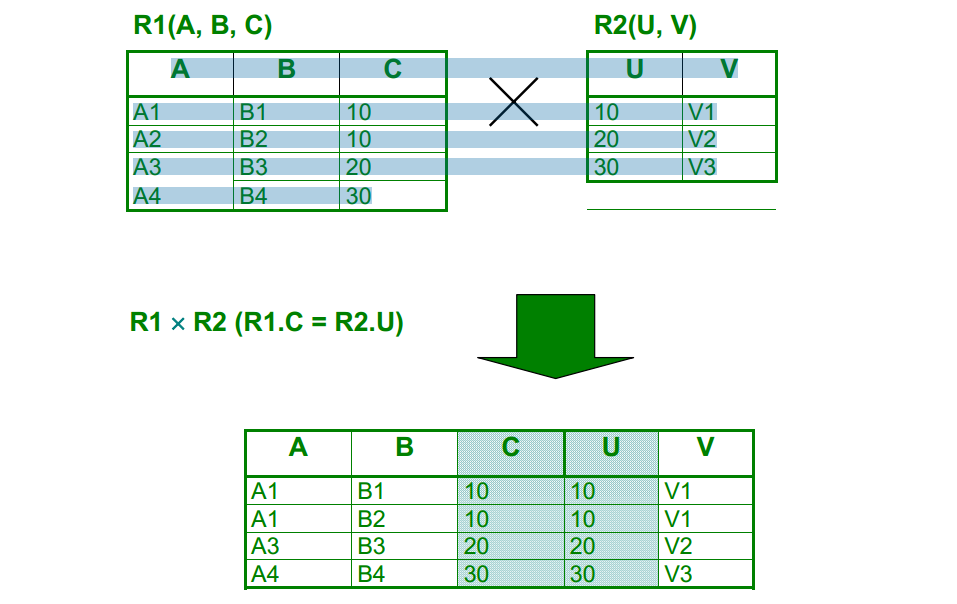 R1(A, B, C) R2(U, V)
A B C U V
A1 B1 10 10 V1
A2 B2 10 20 V2
A3 B3 20 30 V3
A4 B4 30
R1 × R2 (R1.C = R2.U)
A B C U V
A1 B1 10 10 V1
A1 B2 10 10 V1
A3 B3 20 20 V2
A4 B4 30 30 V3